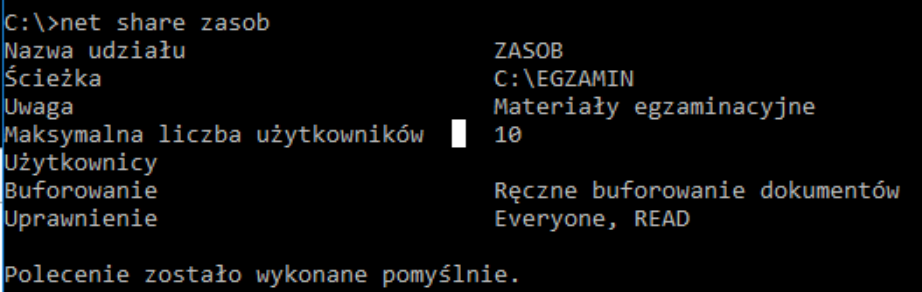 C:\>net share zasob
Nazwa udziału ZASOB
Ścieżka C:\EGZAMIN
Uwaga Materiały egzaminacyjne
Maksymalna liczba użytkowników 10
Użytkownicy
Buforowanie Ręczne buforowanie dokumentów
Uprawnienie Everyone, READ
Polecenie zostało wykonane pomyślnie.